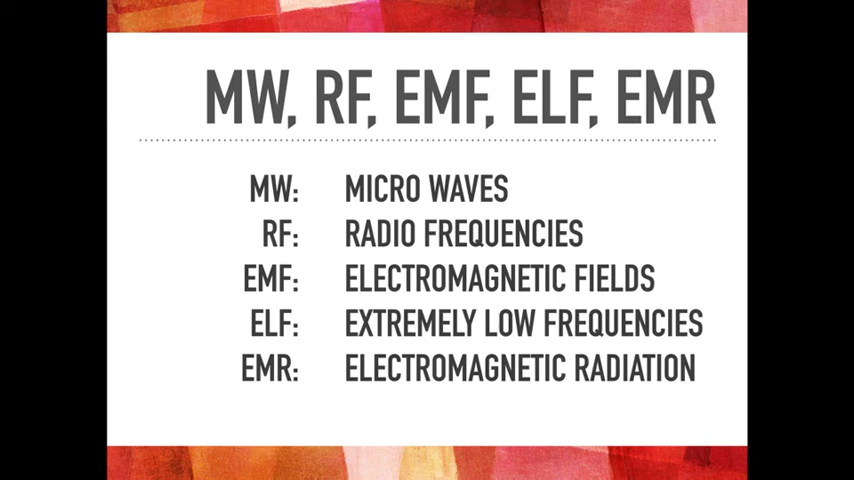 MW, RF, EMF, ELF, EMR
MW: MICRO WAVES
RF: RADIO FREQUENCIES
EMF: ELECTROMAGNETIC FIELDS
ELF: EXTREMELY LOW FREQUENCIES
EMR: ELECTROMAGNETIC RADIATION